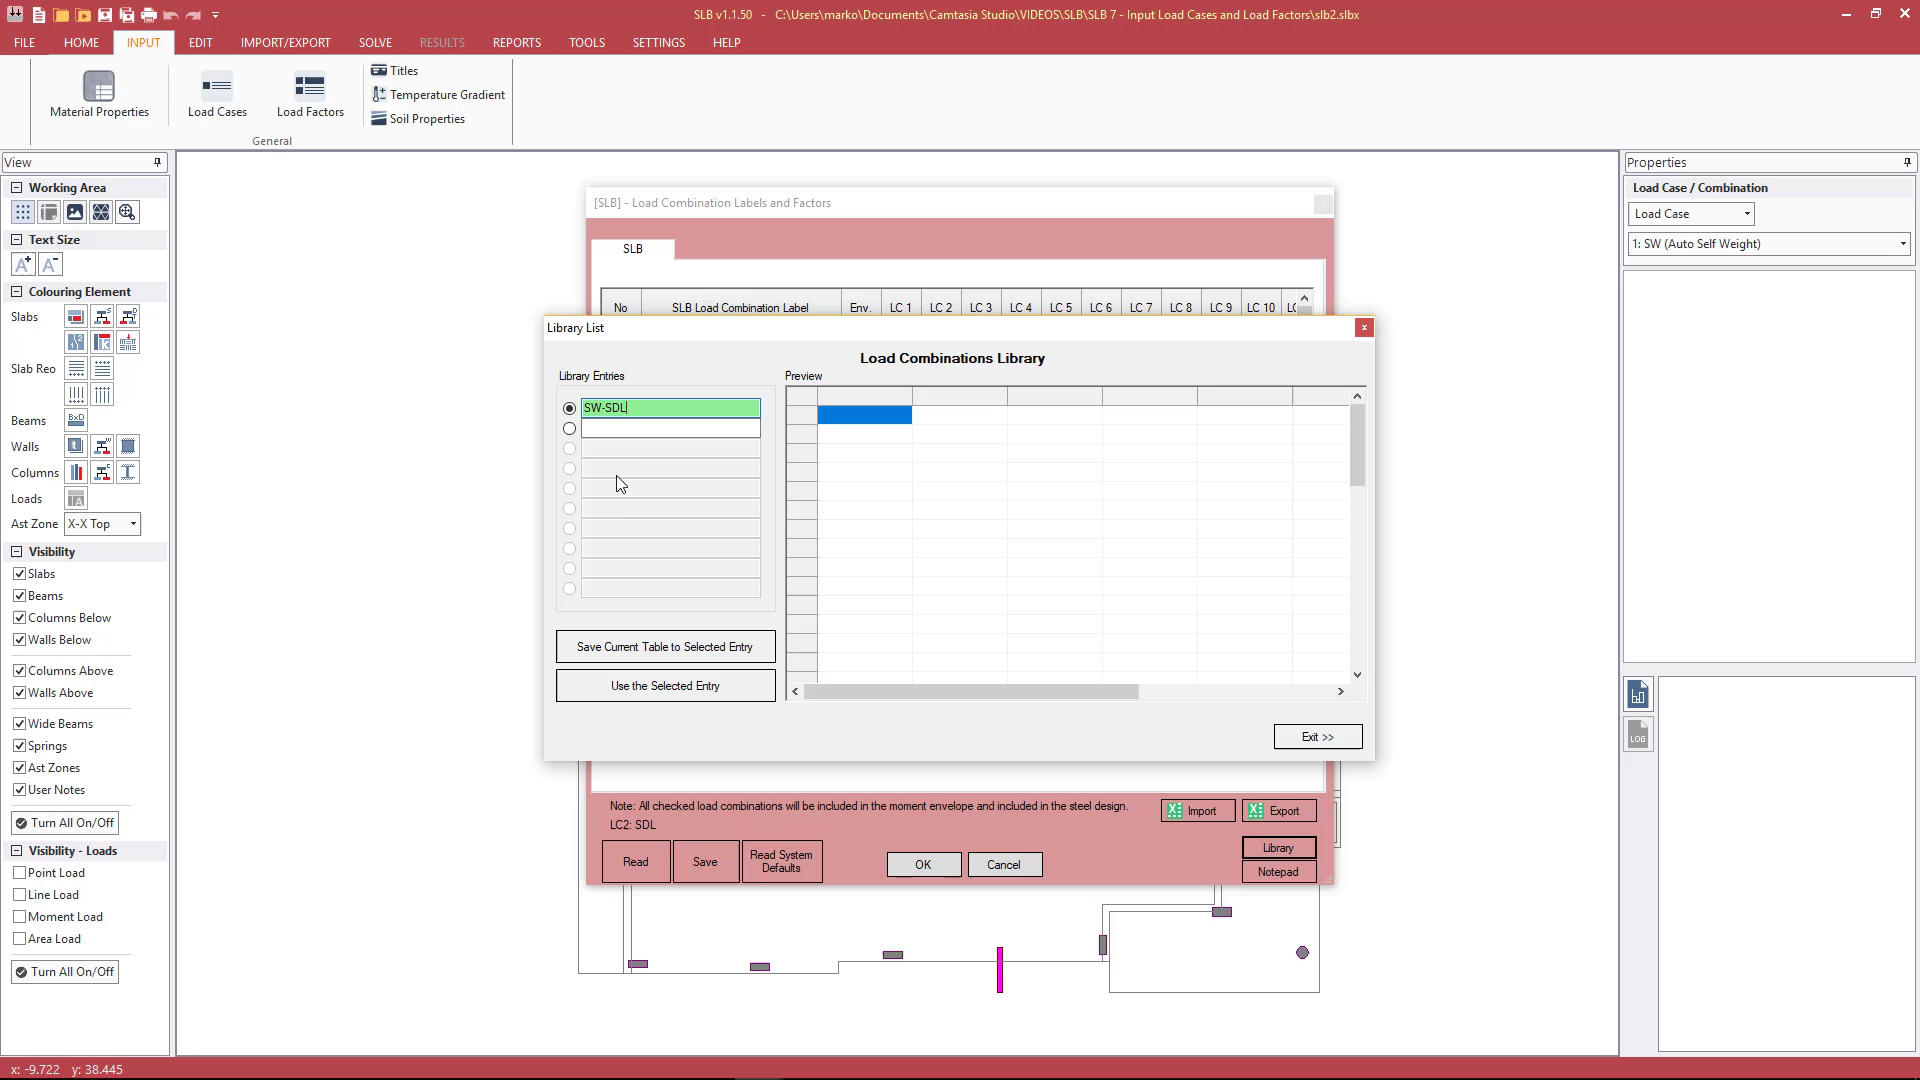 SLB v1.1.50 - C:\Users\marko\Documents\Camtasia Studio\VIDEOS\SLB\SLB 7 - Input Load Cases and Load Factors\slb2.slbx
FILE HOME INPUT EDIT IMPORT/EXPORT SOLVE RESULTS REPORTS TOOLS SETTINGS HELP
Material Properties
Load Cases
Load Factors
Titles
Temperature Gradient
Soil Properties
General
View
Working Area
Text Size
A+ A-
Colouring Element
Slabs
Slab Reo
Beams BxD
Walls
Columns
Loads
Ast Zone X-X Top
Visibility
Slabs
Beams
Columns Below
Walls Below
Columns Above
Walls Above
Wide Beams
Springs
Ast Zones
User Notes
Turn All On/Off
Visibility - Loads
Point Load
Line Load
Moment Load
Area Load
Turn All On/Off
[SLB] - Load Combination Labels and Factors
SLB
No SLB Load Combination Label Env. LC 1 LC 2 LC 3 LC 4 LC 5 LC 6 LC 7 LC 8 LC 9 LC 10
Library List
x
Load Combinations Library
Library Entries
Preview
SW-SDL
Save Current Table to Selected Entry
Use the Selected Entry
Exit >>
Note: All checked load combinations will be included in the moment envelope and included in the steel design.
LC2: SDL
Import
Export
Read
Save
Read System Defaults
OK
Cancel
Library
Notepad
Properties
Load Case / Combination
Load Case
1: SW (Auto Self Weight)
LOG
x: -9.722 y: 38.445